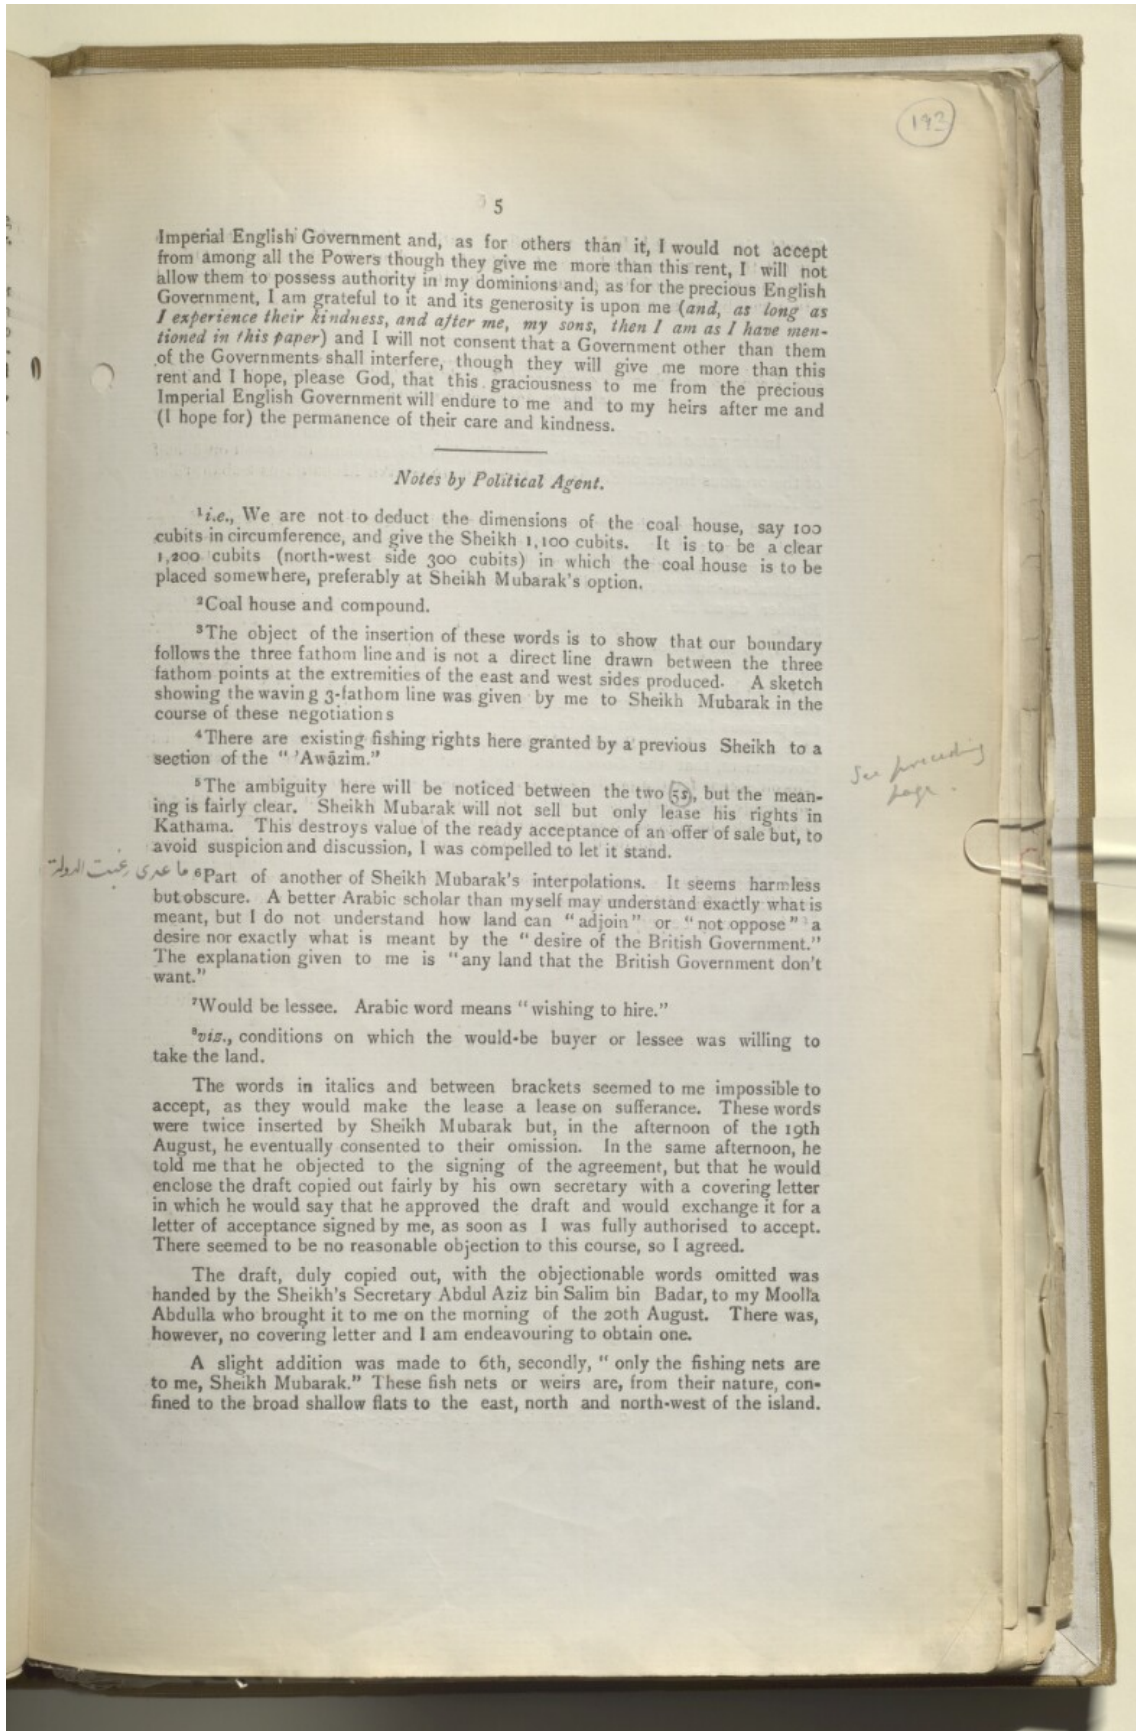 193
5
Imperial English Government and, as for others than it, I would not accept
from among all the Powers though they give me more than this rent, I will not
allow them to possess authority in my dominions and, as for the precious English
Government, I am grateful to it and its generosity is upon me (and, as long as
I experience their kindness, and after me, my sons, then I am as I have men-
tioned in this paper) and I will not consent that a Government other than them
of the Governments shall interfere, though they will give me more than this
rent and I hope, please God, that this graciousness to me from the precious
Imperial English Government will endure to me and to my heirs after me and
(I hope for) the permanence of their care and kindness.
Notes by Political Agent.
¹i.e., We are not to deduct the dimensions of the coal house, say 100
cubits in circumference, and give the Sheikh 1,100 cubits. It is to be a clear
1,200 cubits (north-west side 300 cubits) in which the coal house is to be
placed somewhere, preferably at Sheikh Mubarak's option.
²Coal house and compound.
³The object of the insertion of these words is to show that our boundary
follows the three fathom line and is not a direct line drawn between the three
fathom points at the extremities of the east and west sides produced. A sketch
showing the waving 3-fathom line was given by me to Sheikh Mubarak in the
course of these negotiations
⁴There are existing fishing rights here granted by a previous Sheikh to a
section of the " 'Awāzim."
See preceding
page.
⁵The ambiguity here will be noticed between the two (55), but the mean-
ing is fairly clear. Sheikh Mubarak will not sell but only lease his rights in
Kathama. This destroys value of the ready acceptance of an offer of sale but, to
avoid suspicion and discussion, I was compelled to let it stand.
ما عدى رغبت الدولة
⁶Part of another of Sheikh Mubarak's interpolations. It seems harmless
but obscure. A better Arabic scholar than myself may understand exactly what is
meant, but I do not understand how land can "adjoin" or "not oppose" a
desire nor exactly what is meant by the "desire of the British Government."
The explanation given to me is "any land that the British Government don't
want."
⁷Would be lessee. Arabic word means "wishing to hire."
⁸viz., conditions on which the would-be buyer or lessee was willing to
take the land.
The words in italics and between brackets seemed to me impossible to
accept, as they would make the lease a lease on sufferance. These words
were twice inserted by Sheikh Mubarak but, in the afternoon of the 19th
August, he eventually consented to their omission. In the same afternoon, he
told me that he objected to the signing of the agreement, but that he would
enclose the draft copied out fairly by his own secretary with a covering letter
in which he would say that he approved the draft and would exchange it for a
letter of acceptance signed by me, as soon as I was fully authorised to accept.
There seemed to be no reasonable objection to this course, so I agreed.
The draft, duly copied out, with the objectionable words omitted was
handed by the Sheikh's Secretary Abdul Aziz bin Salim bin Badar, to my Moolla
Abdulla who brought it to me on the morning of the 20th August. There was,
however, no covering letter and I am endeavouring to obtain one.
A slight addition was made to 6th, secondly, "only the fishing nets are
to me, Sheikh Mubarak." These fish nets or weirs are, from their nature, con-
fined to the broad shallow flats to the east, north and north-west of the island.